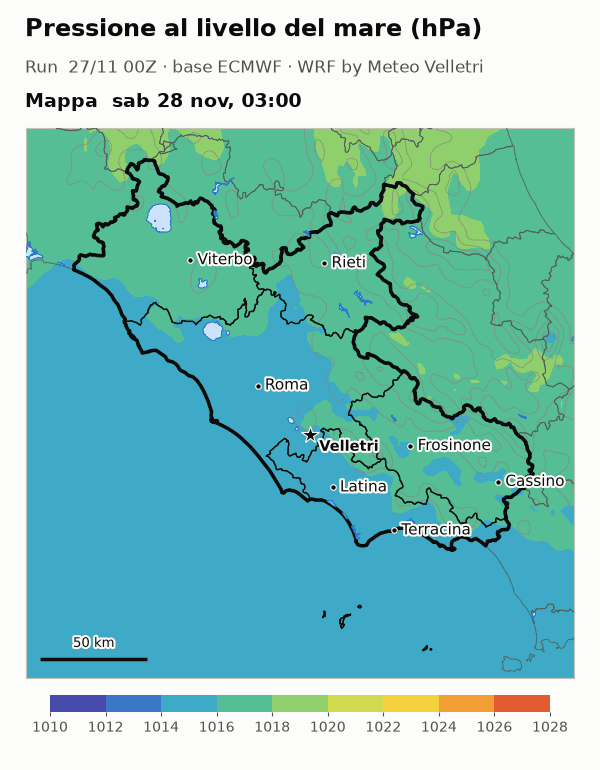 Pressione al livello del mare (hPa)
Run 27/11 00Z · base ECMWF · WRF by Meteo Velletri
Mappa sab 28 nov, 03:00
Viterbo
Rieti
Roma
Velletri
Frosinone
Cassino
Latina
Terracina
50 km
1010 1012 1014 1016 1018 1020 1022 1024 1026 1028